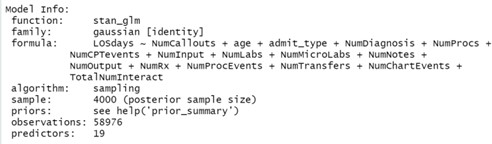 Model Info:
function: stan_glm
family: gaussian [identity]
formula: LOSdays ~ NumCallouts + age + admit_type + NumDiagnosis + NumProcs +
NumCPTevents + NumInput + NumLabs + NumMicroLabs + NumNotes +
NumOutput + NumRx + NumProcEvents + NumTransfers + NumChartEvents +
TotalNumInteract
algorithm: sampling
sample: 4000 (posterior sample size)
priors: see help('prior_summary')
observations: 58976
predictors: 19